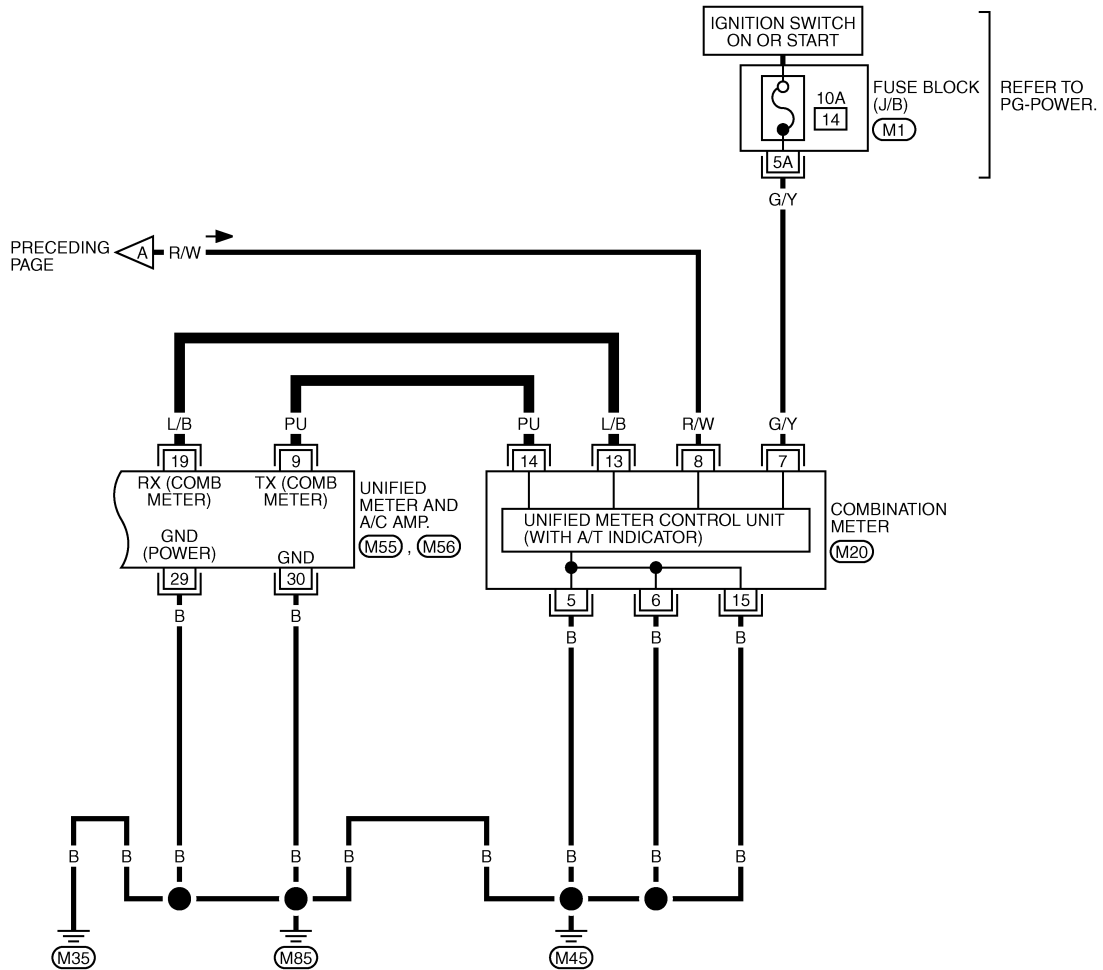 IGNITION SWITCH
ON OR START
FUSE BLOCK
(J/B)
M1
10A
14
5A
REFER TO
PG-POWER.
G/Y
PRECEDING
PAGE
A
R/W
L/B
PU
PU
L/B
R/W
G/Y
19
9
14
13
8
7
RX (COMB
METER)
TX (COMB
METER)
GND
(POWER)
GND
UNIFIED
METER AND
A/C AMP.
M55 , M56
UNIFIED METER CONTROL UNIT
(WITH A/T INDICATOR)
COMBINATION
METER
M20
29
30
5
6
15
B
B
B
B
B
B
B
B
B
B
B
B
B
B
M35
M85
M45